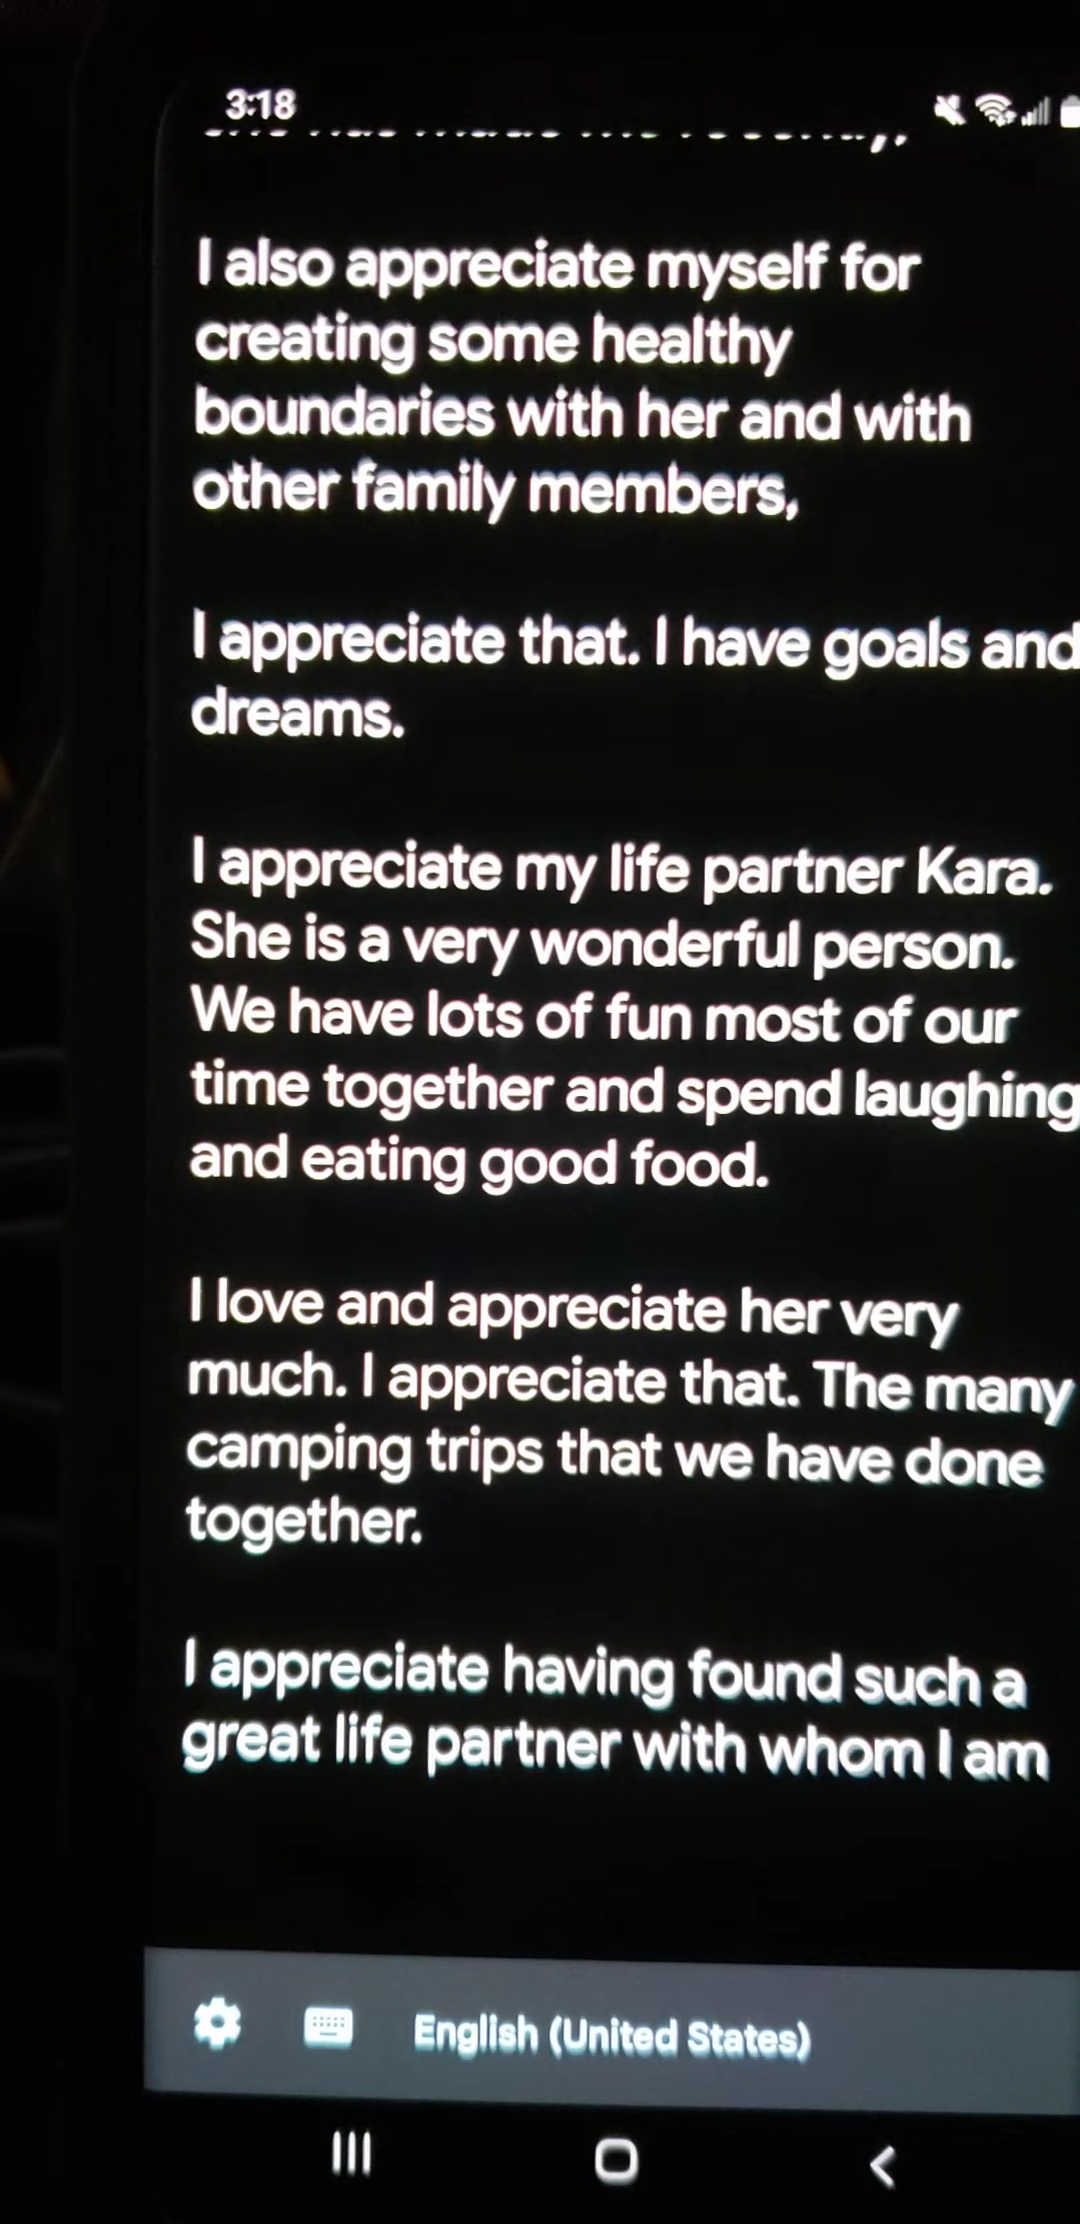 3:18
I also appreciate myself for
creating some healthy
boundaries with her and with
other family members,
I appreciate that. I have goals and
dreams.
I appreciate my life partner Kara.
She is a very wonderful person.
We have lots of fun most of our
time together and spend laughing
and eating good food.
I love and appreciate her very
much. I appreciate that. The many
camping trips that we have done
together.
I appreciate having found such a
great life partner with whom I am
English (United States)